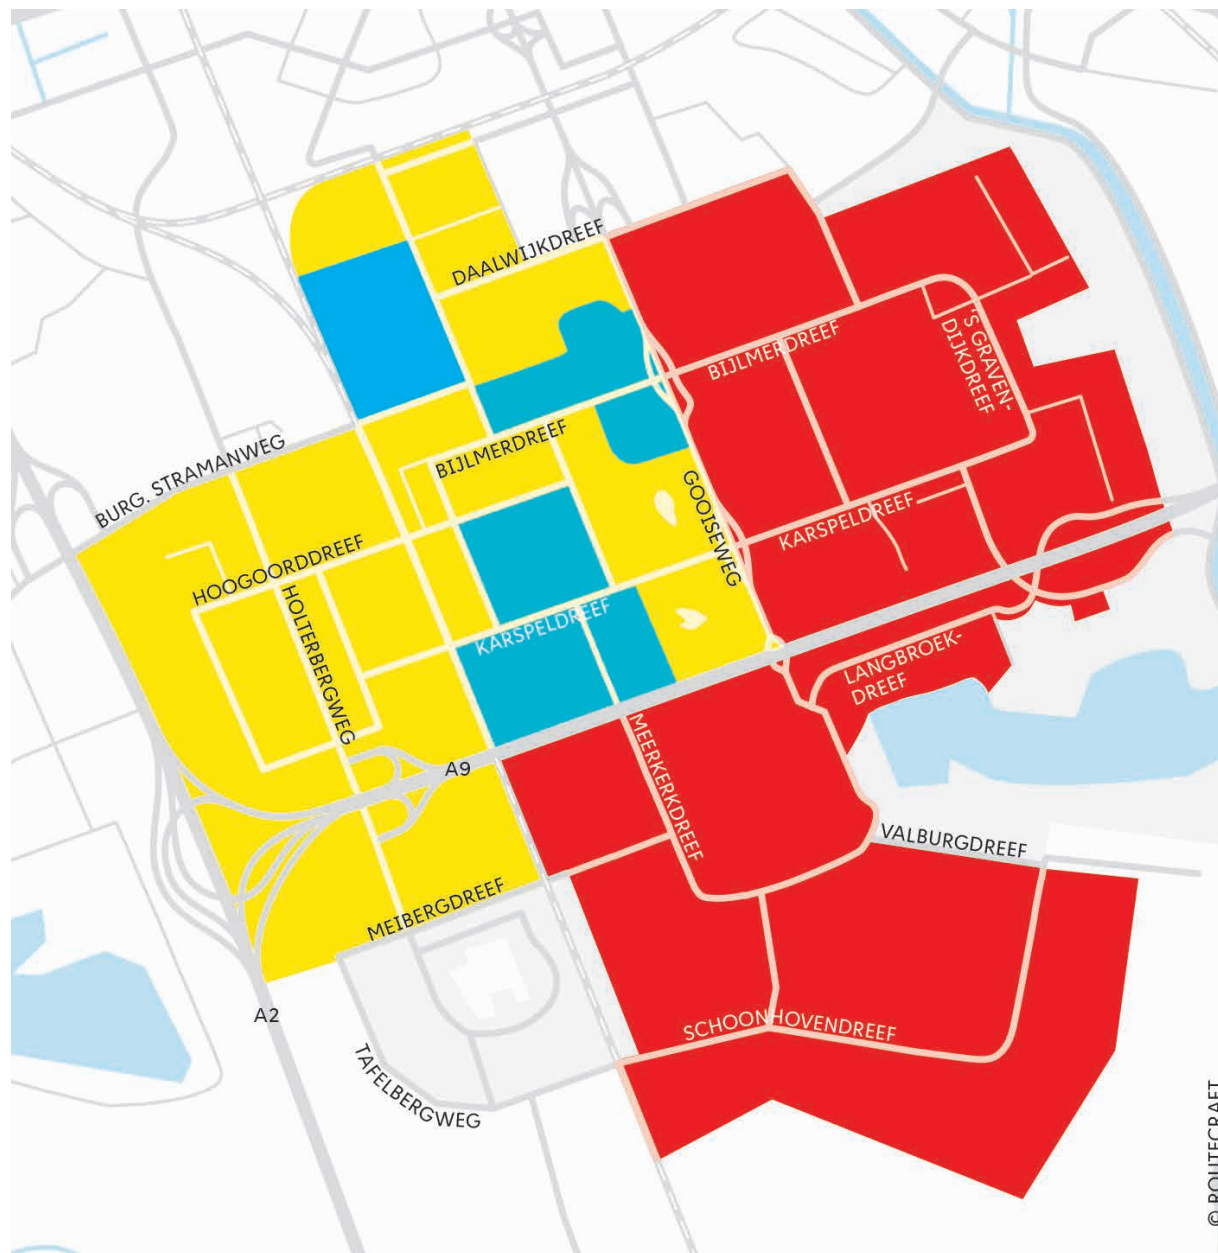 DAALWIJKDREEF
BIJLMERDREEF
'S GRAVEN-
DIJKDREEF
BURG. STRAMANWEG
BIJLMERDREEF
GOOISEWEG
KARSPELDREEF
HOOGOORDDREEF
HOLTERBERGWEG
KARSPELDREEF
LANGBROEK-
DREEF
MEERKERKDREEF
A9
VALBURGDREEF
MEIBERGDREEF
A2
SCHOONHOVENDREEF
TAFELBERGWEG
© ROUTECRAFT